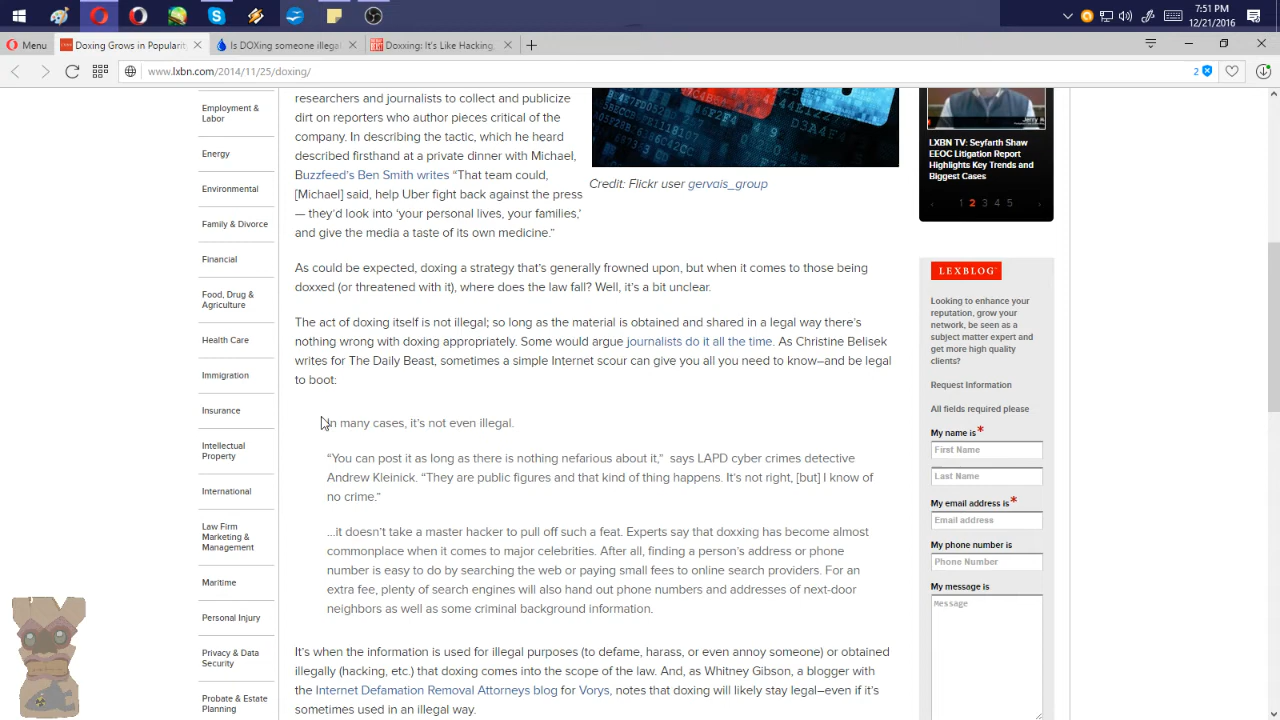 7:51 PM
12/21/2016
Menu
Doxing Grows in Popularit
Is DOXing someone illegal
Doxxing: It's Like Hacking,
www.lxbn.com/2014/11/25/doxing/
2
Employment &
Labor
Energy
Environmental
Family & Divorce
Financial
Food, Drug &
Agriculture
Health Care
Immigration
Insurance
Intellectual
Property
International
Law Firm
Marketing &
Management
Maritime
Personal Injury
Privacy & Data
Security
Probate & Estate
Planning
researchers and journalists to collect and publicize
dirt on reporters who author pieces critical of the
company. In describing the tactic, which he heard
described firsthand at a private dinner with Michael,
Buzzfeed's Ben Smith writes “That team could,
[Michael] said, help Uber fight back against the press
— they'd look into 'your personal lives, your families,'
and give the media a taste of its own medicine.”
Credit: Flickr user gervais_group
As could be expected, doxing a strategy that's generally frowned upon, but when it comes to those being
doxxed (or threatened with it), where does the law fall? Well, it's a bit unclear.
The act of doxing itself is not illegal; so long as the material is obtained and shared in a legal way there's
nothing wrong with doxing appropriately. Some would argue journalists do it all the time. As Christine Belisek
writes for The Daily Beast, sometimes a simple Internet scour can give you all you need to know–and be legal
to boot:
In many cases, it's not even illegal.
“You can post it as long as there is nothing nefarious about it,” says LAPD cyber crimes detective
Andrew Kleinick. “They are public figures and that kind of thing happens. It's not right, [but] I know of
no crime.”
…it doesn't take a master hacker to pull off such a feat. Experts say that doxxing has become almost
commonplace when it comes to major celebrities. After all, finding a person's address or phone
number is easy to do by searching the web or paying small fees to online search providers. For an
extra fee, plenty of search engines will also hand out phone numbers and addresses of next-door
neighbors as well as some criminal background information.
It's when the information is used for illegal purposes (to defame, harass, or even annoy someone) or obtained
illegally (hacking, etc.) that doxing comes into the scope of the law. And, as Whitney Gibson, a blogger with
the Internet Defamation Removal Attorneys blog for Vorys, notes that doxing will likely stay legal–even if it's
sometimes used in an illegal way.
LXBN TV: Seyfarth Shaw
EEOC Litigation Report
Highlights Key Trends and
Biggest Cases
‹ 1 2 3 4 5 ›
LEXBLOG
Looking to enhance your
reputation, grow your
network, be seen as a
subject matter expert and
get more high quality
clients?
Request Information
All fields required please
My name is*
First Name
Last Name
My email address is*
Email address
My phone number is
Phone Number
My message is
Message